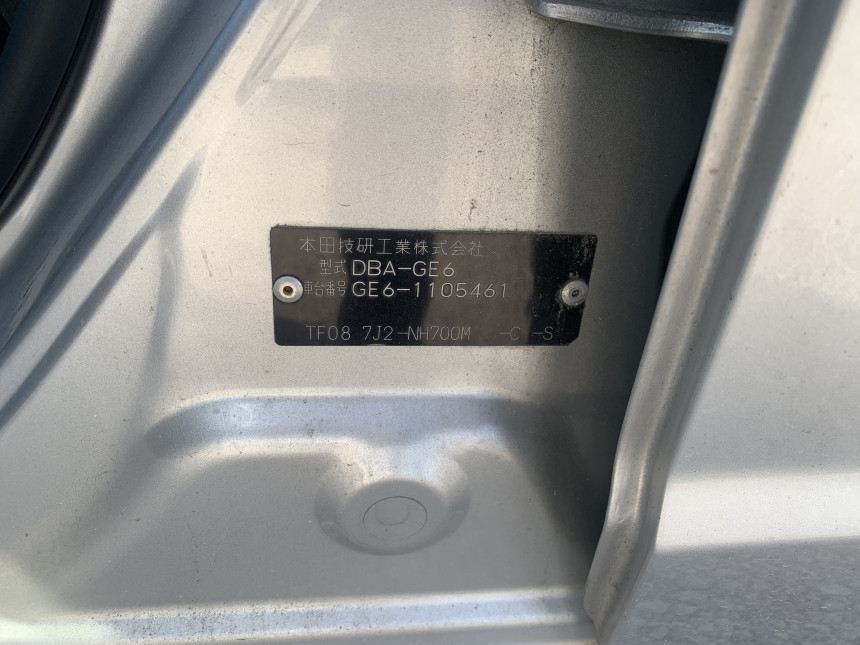 本田技研工業株式会社
型式 DBA-GE6
車台番号 GE6-1105461
TF08 7J2-NH700M -C -S